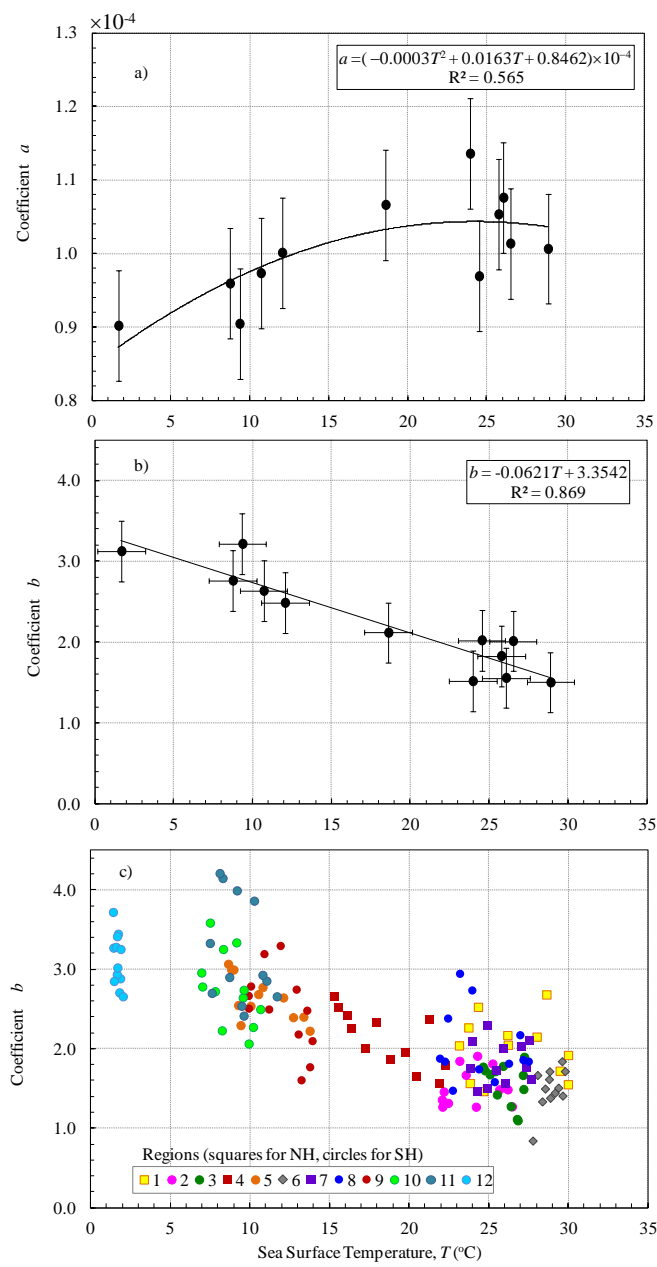 ×10⁻⁴
1.3
a)
a =( −0.0003T² + 0.0163T + 0.8462)×10⁻⁴
R² = 0.565
1.2
1.1
1.0
0.9
0.8
Coefficient a
0 5 10 15 20 25 30 35
b)
b = -0.0621T + 3.3542
R² = 0.869
4.0
3.0
2.0
1.0
0.0
Coefficient b
0 5 10 15 20 25 30 35
c)
4.0
3.0
2.0
1.0
0.0
Coefficient b
Regions (squares for NH, circles for SH)
1 2 3 4 5 6 7 8 9 10 11 12
0 5 10 15 20 25 30 35
Sea Surface Temperature, T (°C)